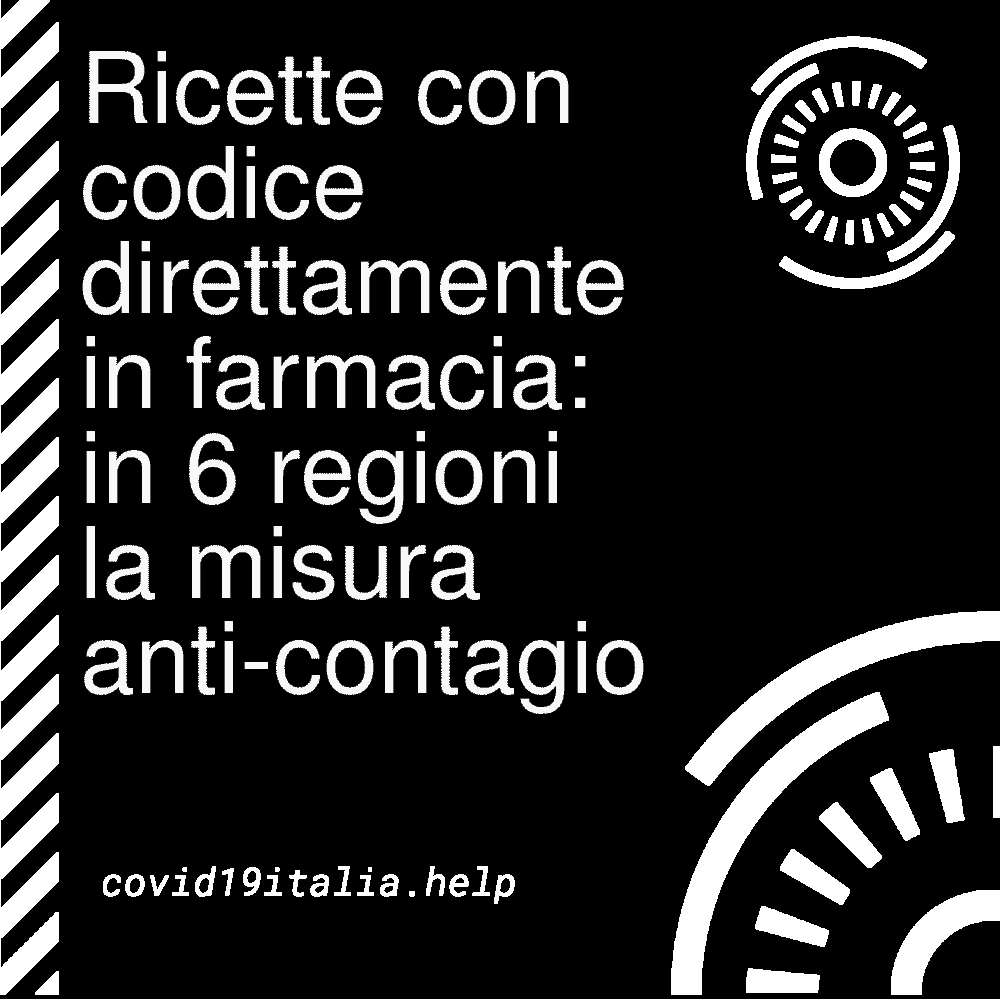 Ricette con
codice
direttamente
in farmacia:
in 6 regioni
la misura
anti-contagio
covid19italia.help